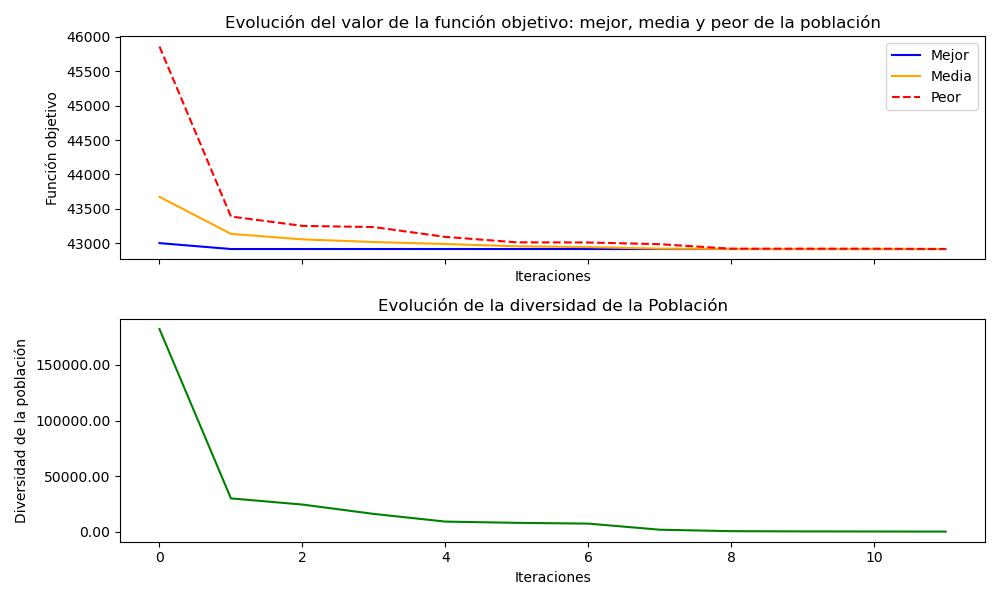 Evolución del valor de la función objetivo: mejor, media y peor de la población
46000
45500
45000
44500
44000
43500
43000
Función objetivo
Mejor
Media
Peor
Iteraciones
Evolución de la diversidad de la Población
150000.00
100000.00
50000.00
0.00
Diversidad de la población
0 2 4 6 8 10
Iteraciones